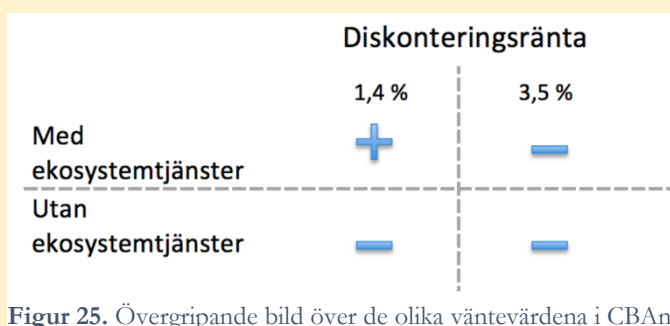 Diskonteringsränta
1,4 % 3,5 %
Med
ekosystemtjänster
Utan
ekosystemtjänster
Figur 25. Övergripande bild över de olika väntevärdena i CBAn